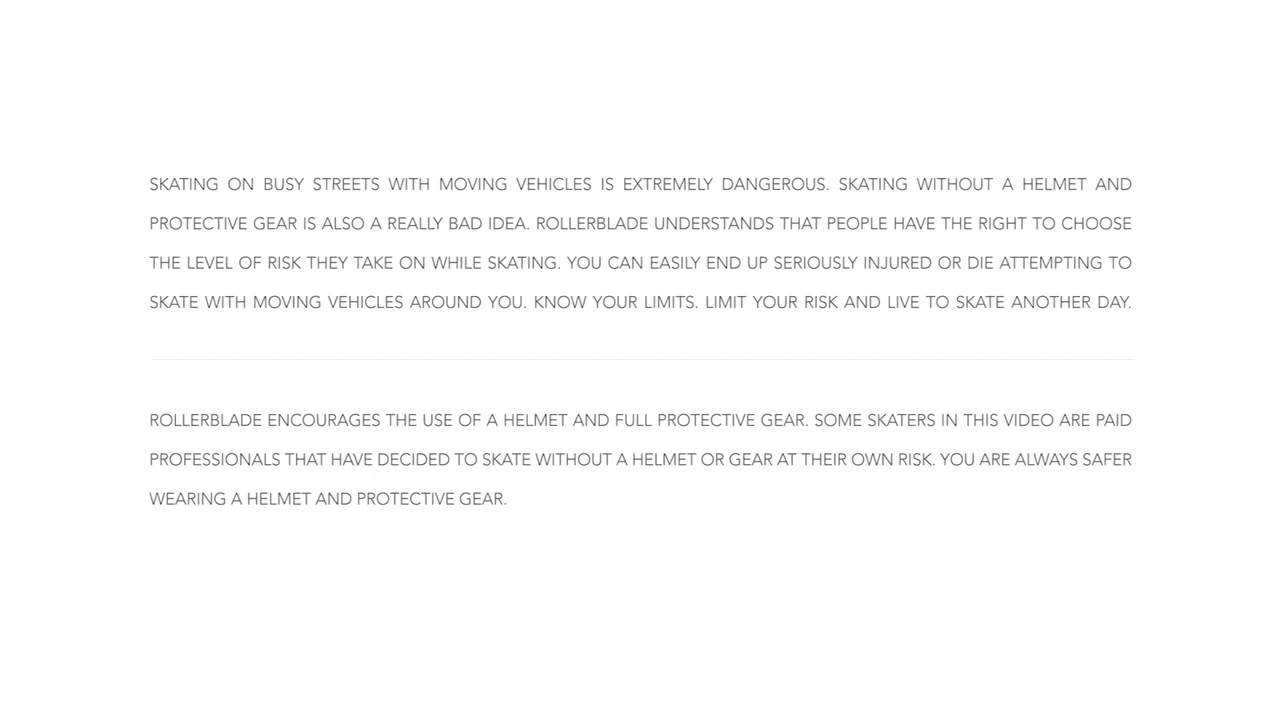 SKATING ON BUSY STREETS WITH MOVING VEHICLES IS EXTREMELY DANGEROUS. SKATING WITHOUT A HELMET AND
PROTECTIVE GEAR IS ALSO A REALLY BAD IDEA. ROLLERBLADE UNDERSTANDS THAT PEOPLE HAVE THE RIGHT TO CHOOSE
THE LEVEL OF RISK THEY TAKE ON WHILE SKATING. YOU CAN EASILY END UP SERIOUSLY INJURED OR DIE ATTEMPTING TO
SKATE WITH MOVING VEHICLES AROUND YOU. KNOW YOUR LIMITS. LIMIT YOUR RISK AND LIVE TO SKATE ANOTHER DAY.
ROLLERBLADE ENCOURAGES THE USE OF A HELMET AND FULL PROTECTIVE GEAR. SOME SKATERS IN THIS VIDEO ARE PAID
PROFESSIONALS THAT HAVE DECIDED TO SKATE WITHOUT A HELMET OR GEAR AT THEIR OWN RISK. YOU ARE ALWAYS SAFER
WEARING A HELMET AND PROTECTIVE GEAR.